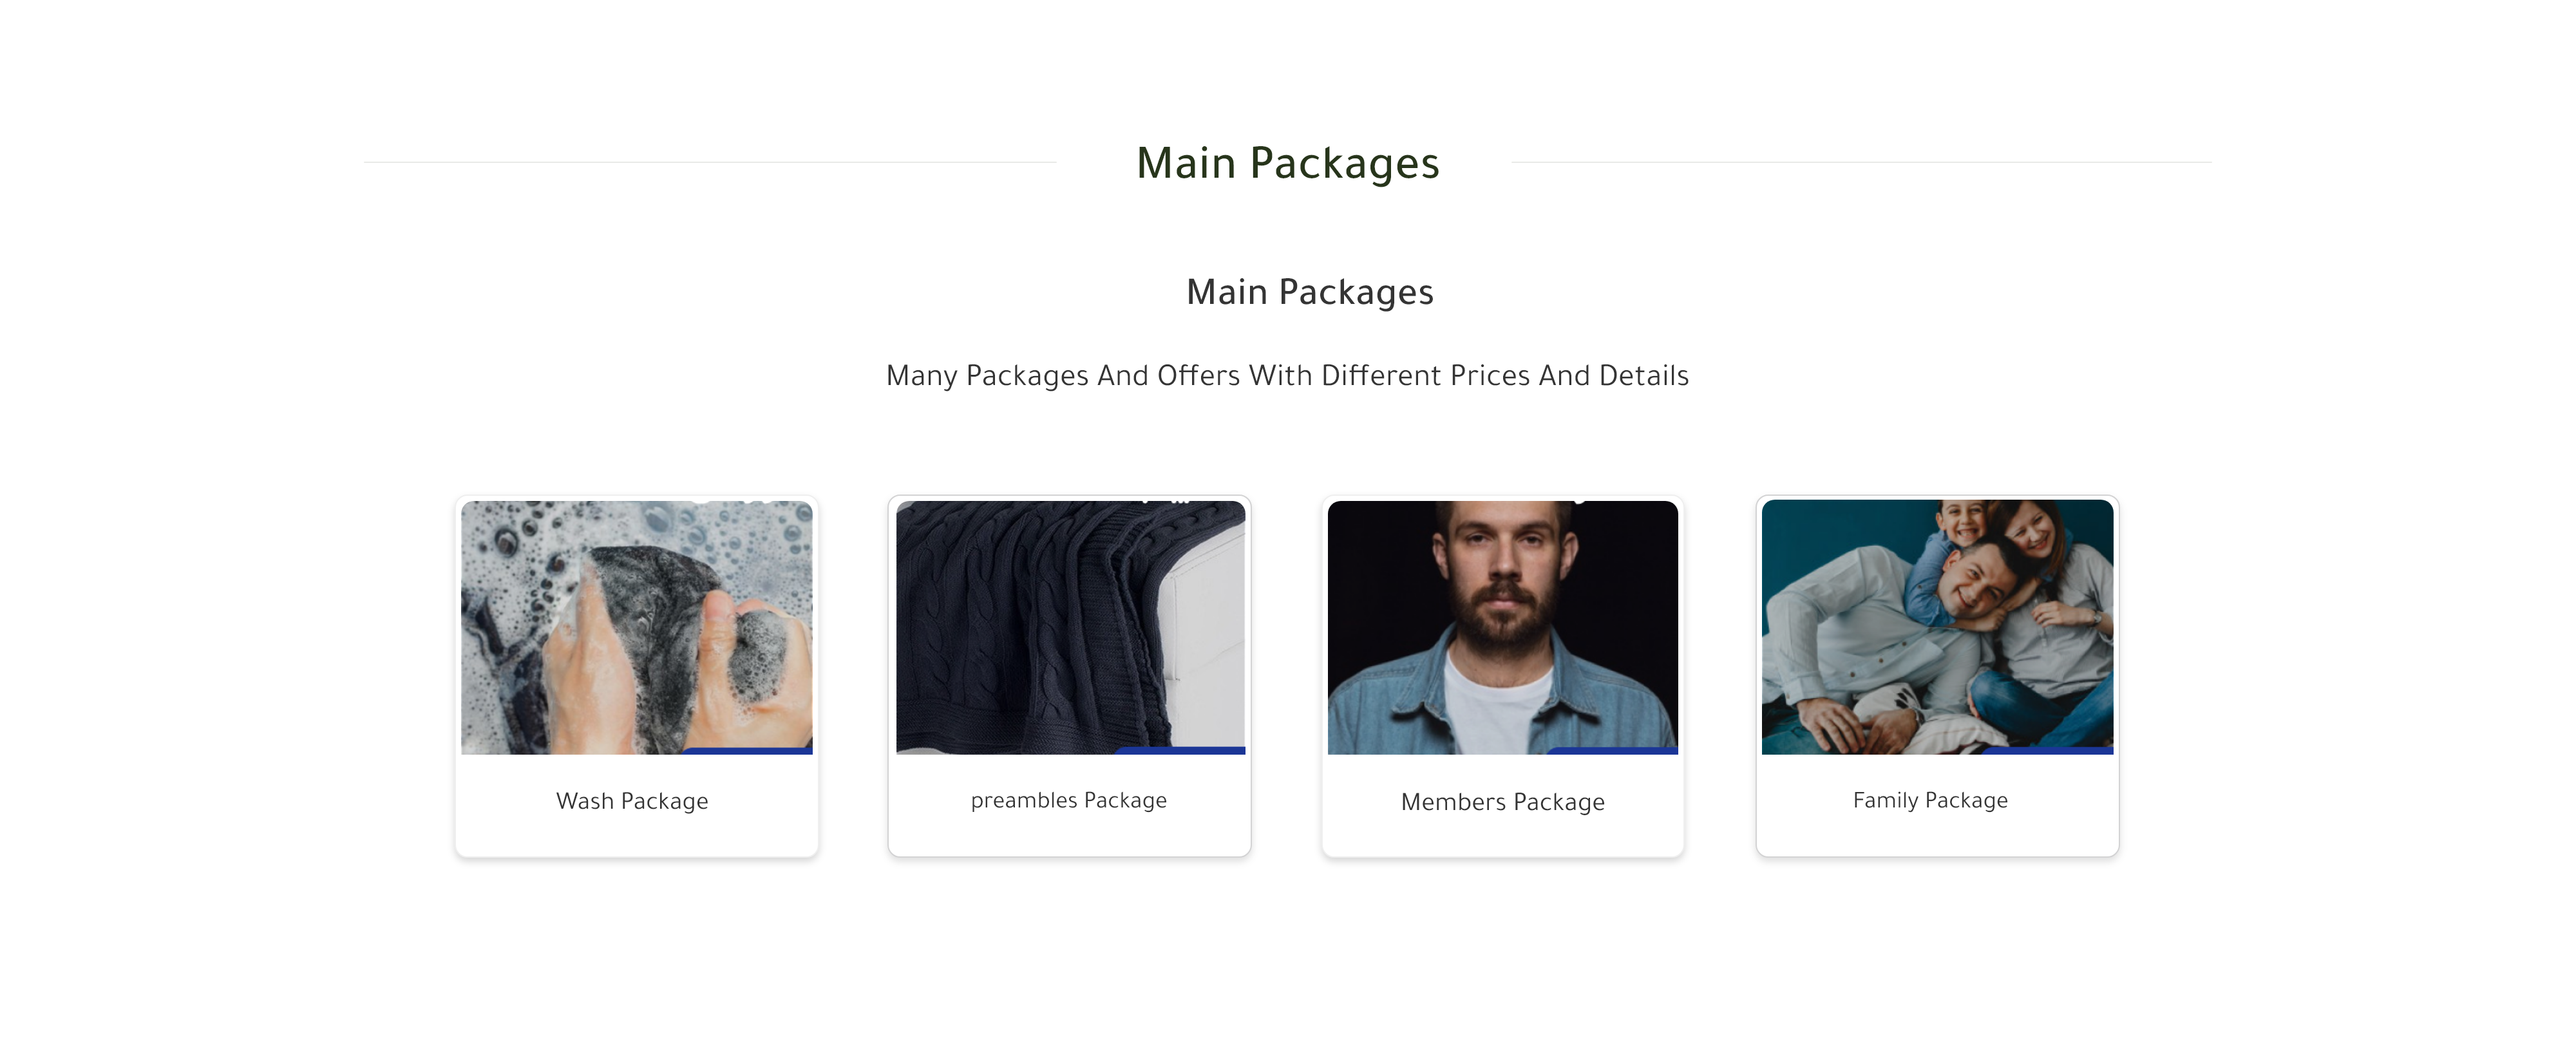 Main Packages
Main Packages
Many Packages And Offers With Different Prices And Details
Wash Package
preambles Package
Members Package
Family Package